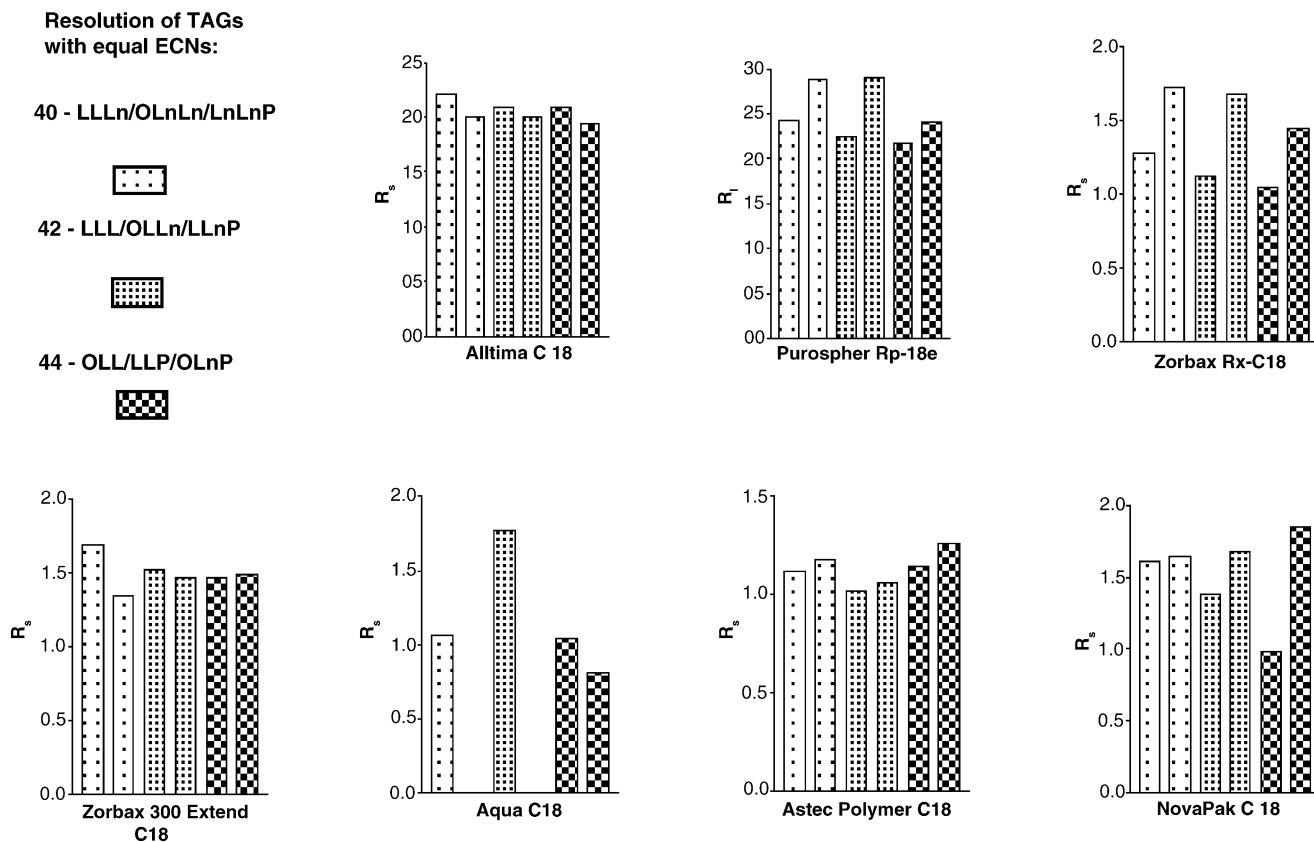 Resolution of TAGs
with equal ECNs:
40 - LLLn/OLnLn/LnLnP
42 - LLL/OLLn/LLnP
44 - OLL/LLP/OLnP
25
20
15
10
05
00
Rs
Alltima C 18
30
25
20
15
10
05
00
Rl
Purospher Rp-18e
2.0
1.5
1.0
0.5
0.0
Rs
Zorbax Rx-C18
2.0
1.5
1.0
0.5
0.0
Rs
Zorbax 300 Extend
C18
2.0
1.5
1.0
0.5
0.0
Rs
Aqua C18
1.5
1.0
0.5
0.0
Rs
Astec Polymer C18
2.0
1.5
1.0
0.5
0.0
Rs
NovaPak C 18